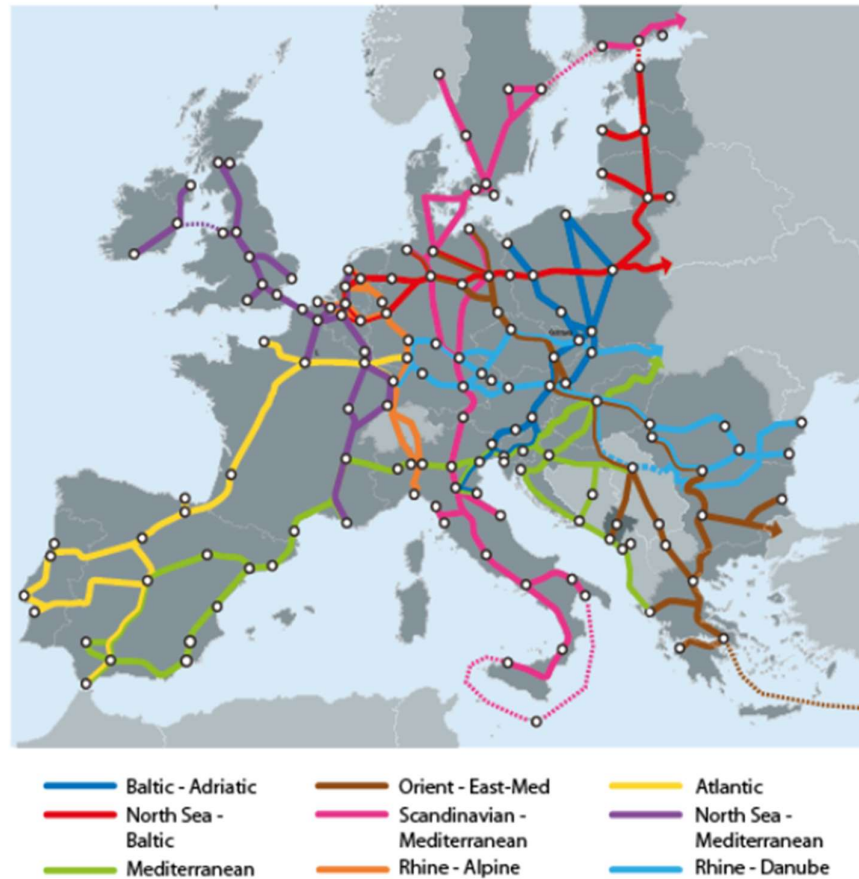 Baltic - Adriatic
Orient - East-Med
Atlantic
North Sea -
Baltic
Scandinavian -
Mediterranean
North Sea -
Mediterranean
Mediterranean
Rhine - Alpine
Rhine - Danube